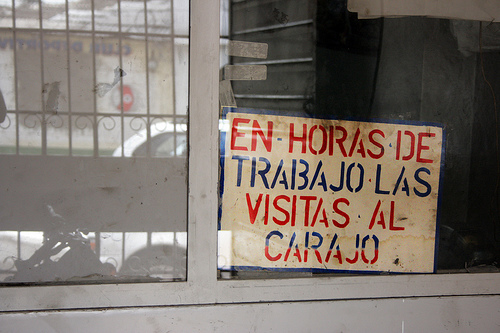 EN-HORAS·DE
TRABAJO·LAS
VISITAS AL
CARAJO